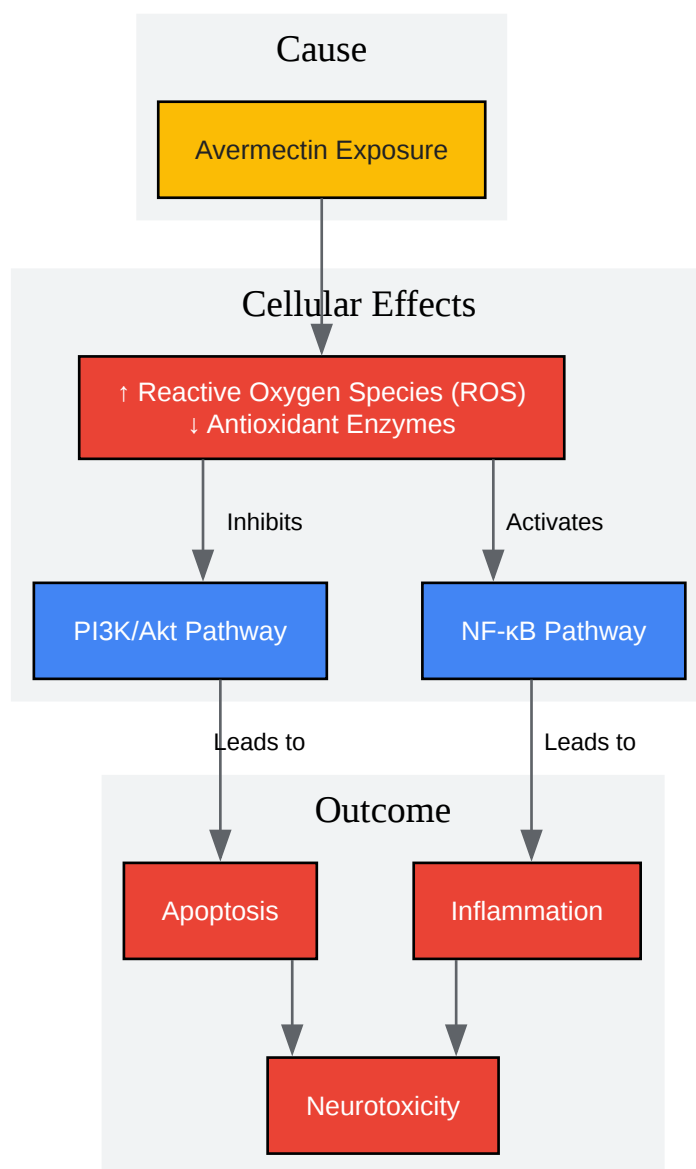 Cause
Avermectin Exposure
Cellular Effects
↑ Reactive Oxygen Species (ROS)
↓ Antioxidant Enzymes
Inhibits
Activates
PI3K/Akt Pathway
NF-κB Pathway
Leads to
Leads to
Outcome
Apoptosis
Inflammation
Neurotoxicity